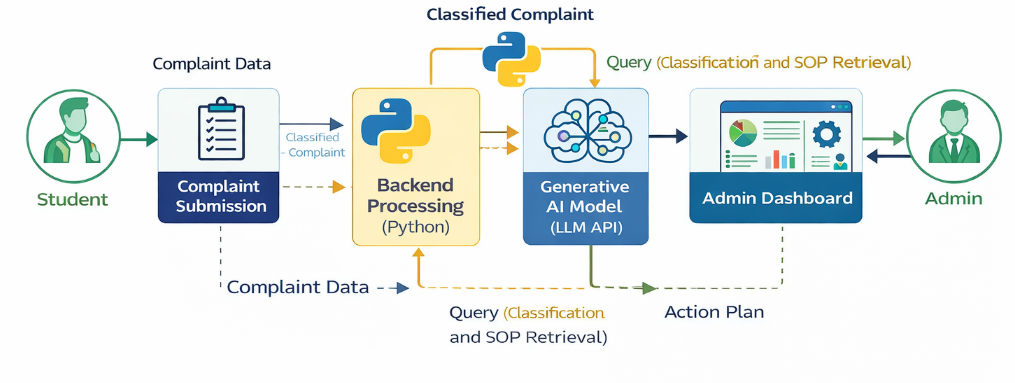 Classified Complaint
Complaint Data
Query (Classification and SOP Retrieval)
Classified
- Complaint
Student
Complaint
Submission
Backend
Processing
(Python)
Generative
AI Model
(LLM API)
Admin Dashboard
Admin
Complaint Data
Query (Classification
and SOP Retrieval)
Action Plan